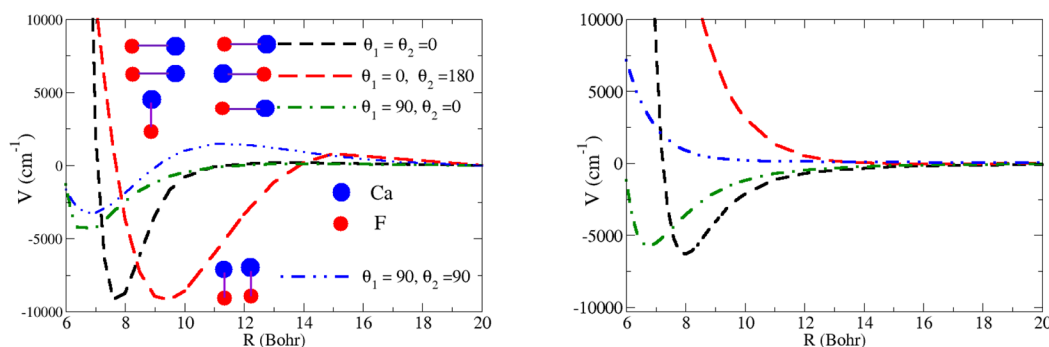 10000
5000
0
-5000
-10000
V (cm⁻¹)
6 8 10 12 14 16 18 20
R (Bohr)
θ₁ = θ₂ =0
θ₁ = 0, θ₂ =180
θ₁ = 90, θ₂ =0
Ca
F
θ₁ = 90, θ₂ =90
10000
5000
0
-5000
-10000
V (cm⁻¹)
6 8 10 12 14 16 18 20
R (Bohr)